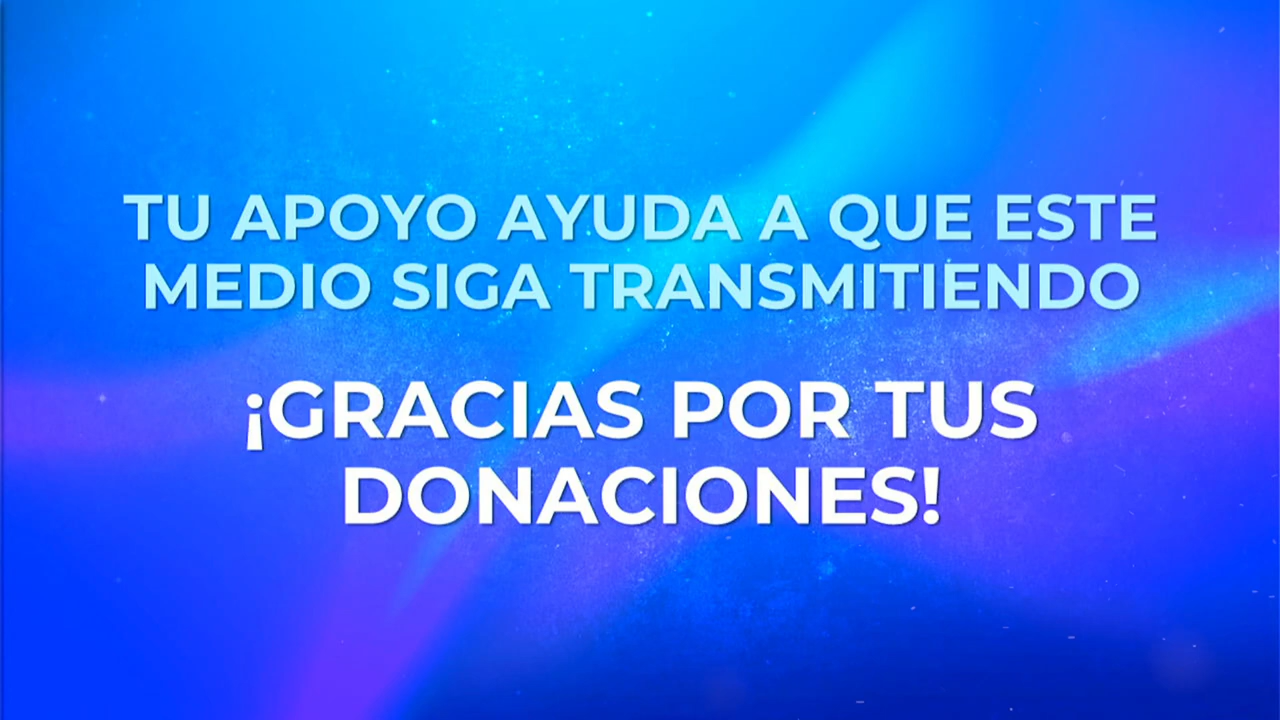 TU APOYO AYUDA A QUE ESTE
MEDIO SIGA TRANSMITIENDO
¡GRACIAS POR TUS
DONACIONES!